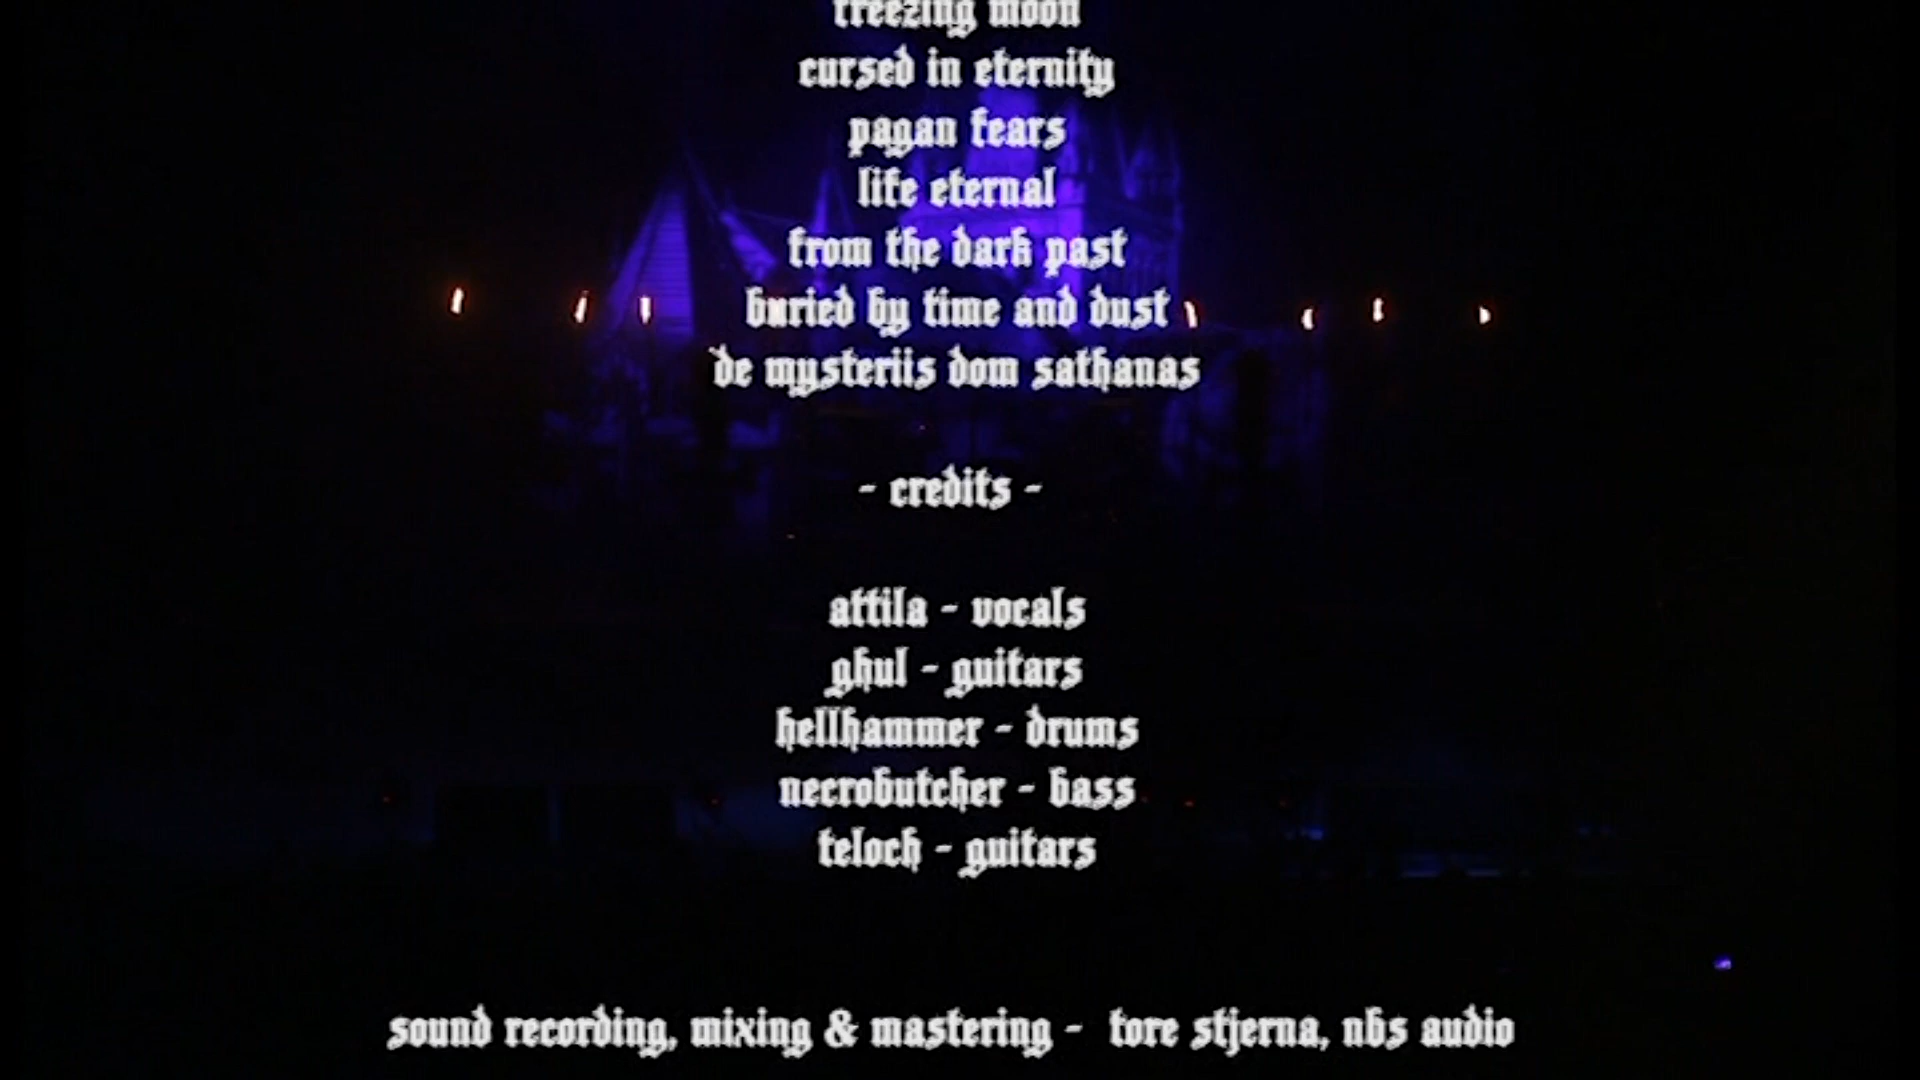 freezing moon
cursed in eternity
pagan fears
life eternal
from the dark past
buried by time and dust
de mysteriis dom sathanas
- credits -
attila - vocals
ghul - guitars
hellhammer - drums
necrobutcher - bass
teloch - guitars
sound recording, mixing & mastering - tore stjerna, nbs audio